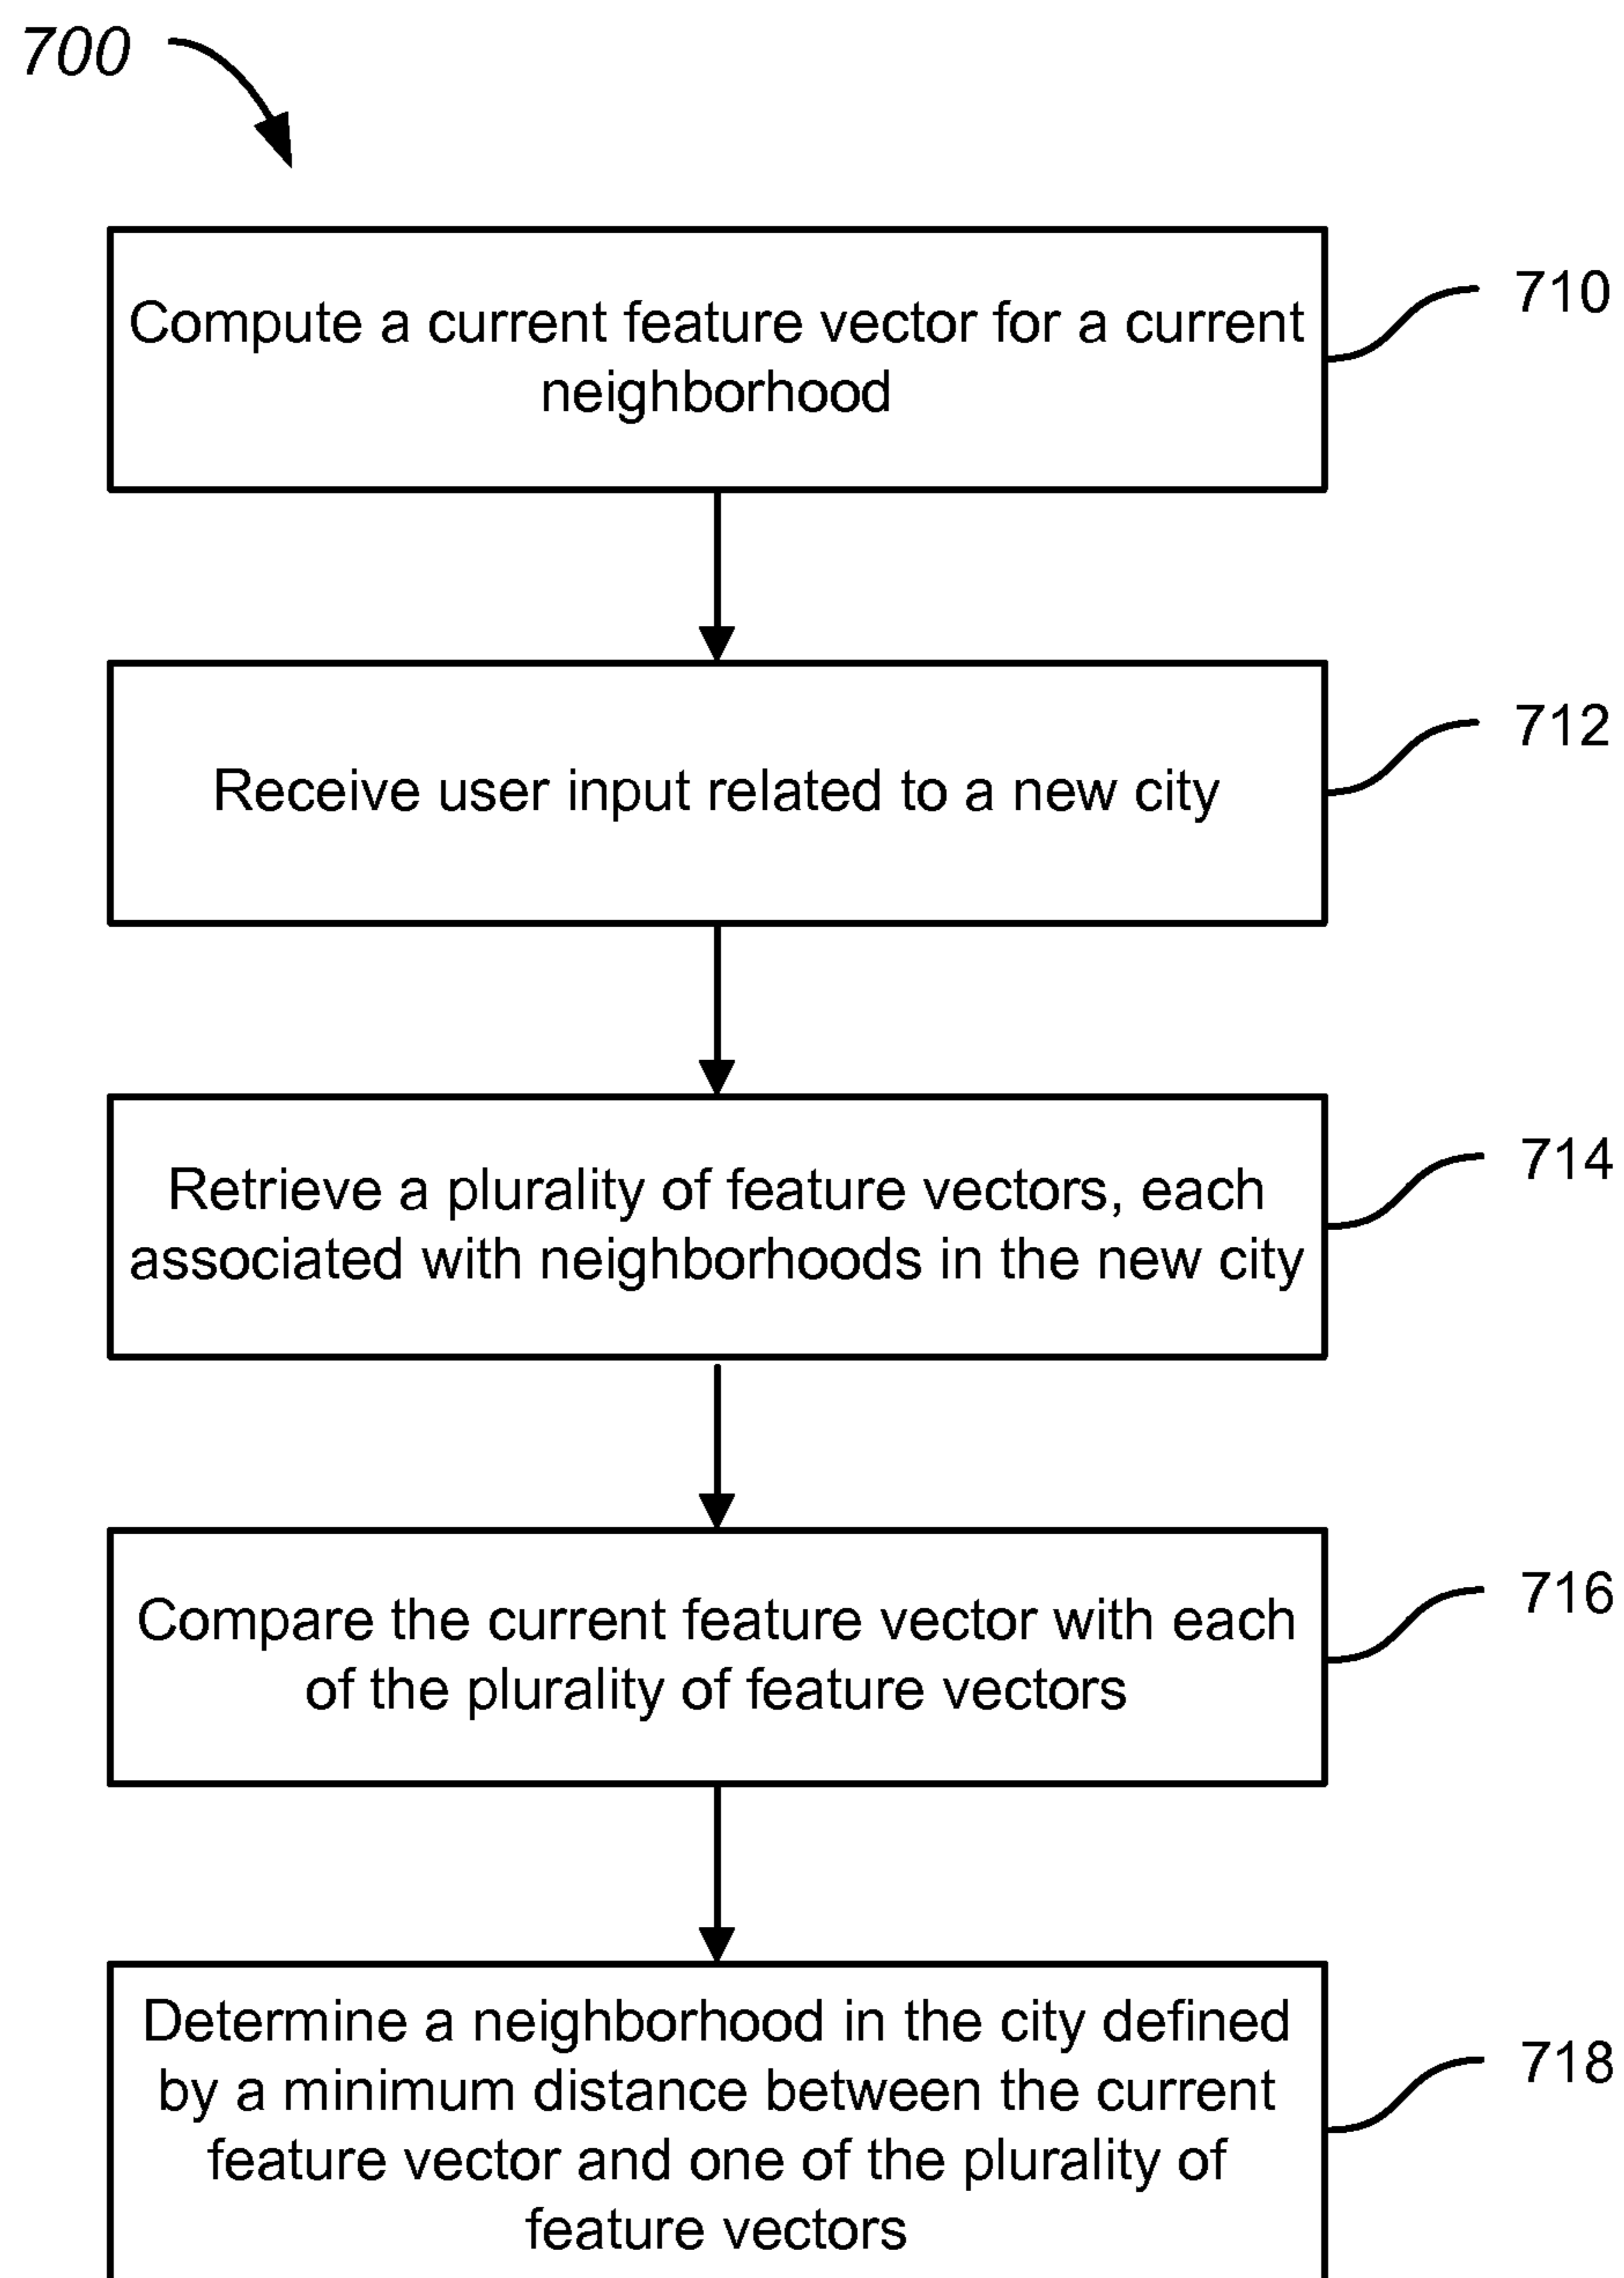 700
Compute a current feature vector for a current
neighborhood
710
Receive user input related to a new city
712
Retrieve a plurality of feature vectors, each
associated with neighborhoods in the new city
714
Compare the current feature vector with each
of the plurality of feature vectors
716
Determine a neighborhood in the city defined
by a minimum distance between the current
feature vector and one of the plurality of
feature vectors
718